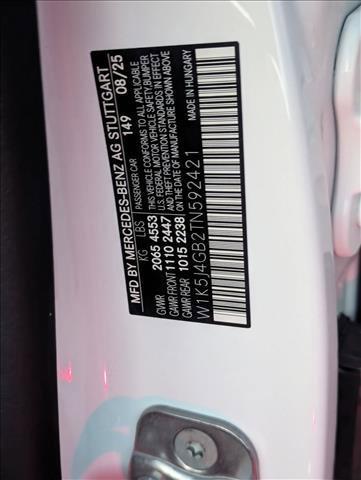 MFD BY MERCEDES-BENZ AG STUTTGART
PASSENGER CAR 149 08/25
KG LBS
GVWR 2065 4553
GAWR FRONT 1110 2447
GAWR REAR 1015 2238
THIS VEHICLE CONFORMS TO ALL APPLICABLE
U.S. FEDERAL MOTOR VEHICLE SAFETY, BUMPER
AND THEFT PREVENTION STANDARDS IN EFFECT
ON THE DATE OF MANUFACTURE SHOWN ABOVE
MADE IN HUNGARY
W1K5J4GB2TN592421